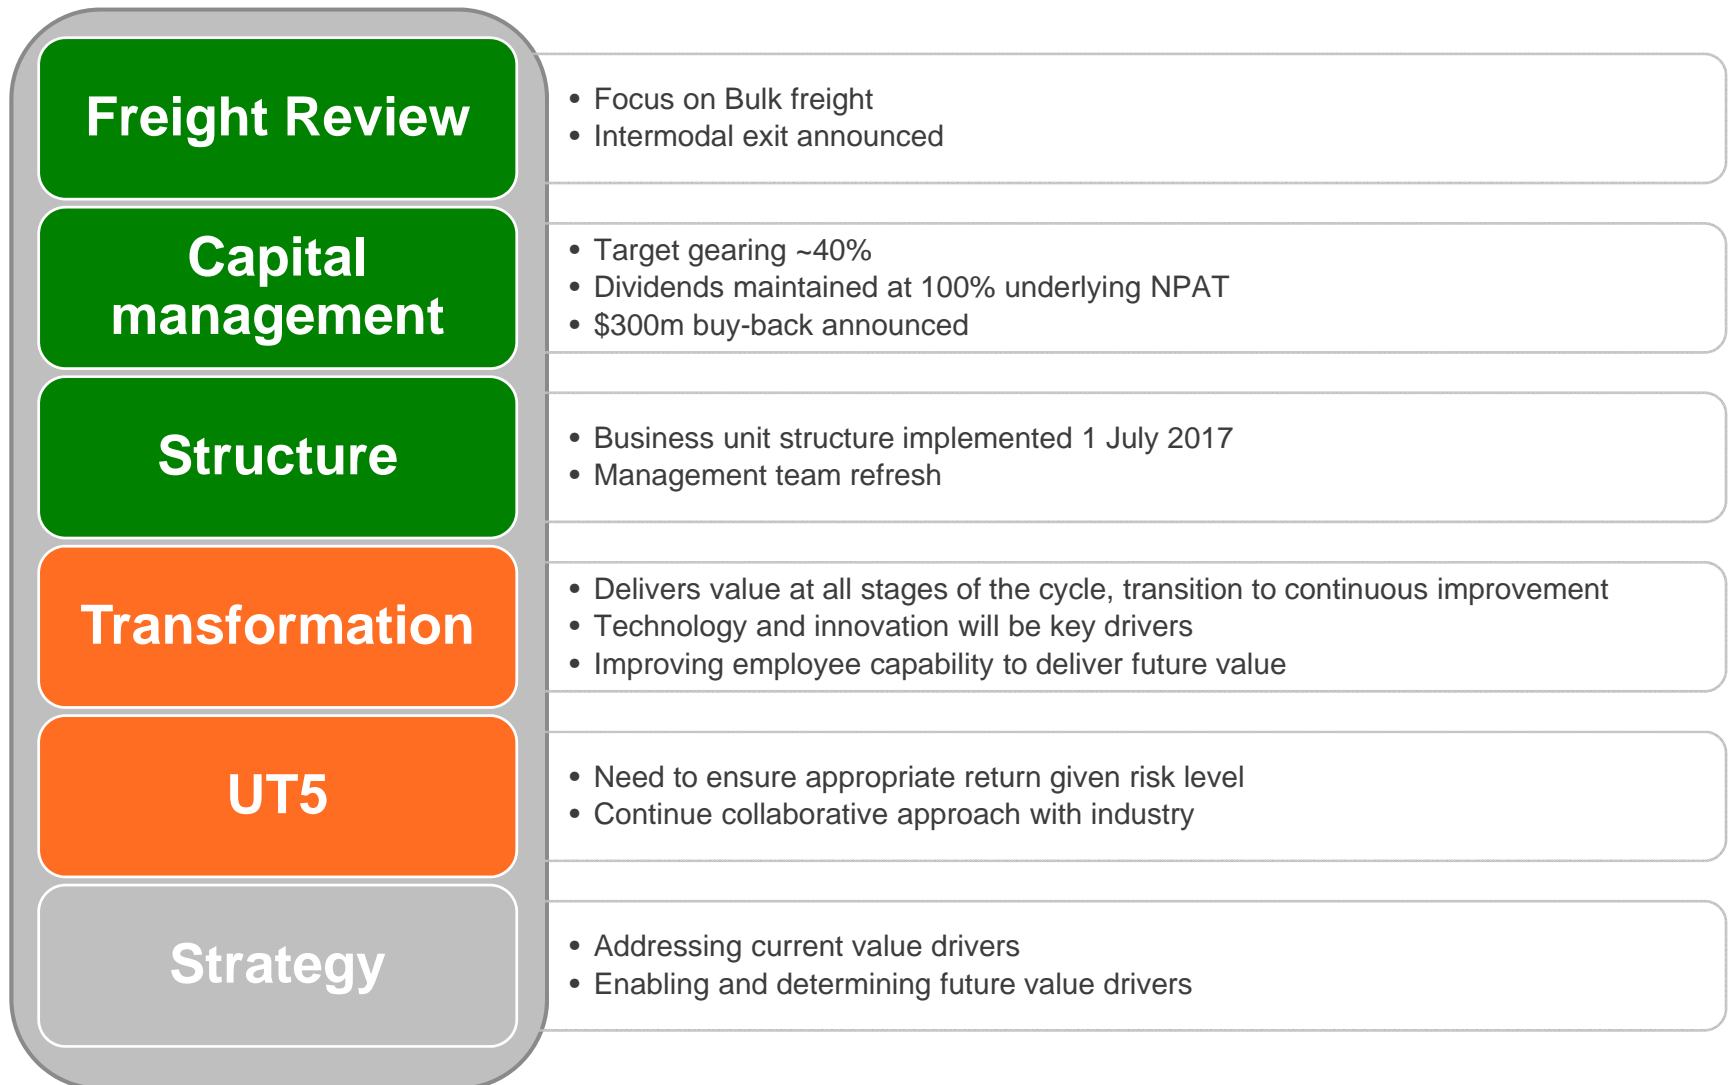 Freight Review
• Focus on Bulk freight
• Intermodal exit announced
Capital
management
• Target gearing ~40%
• Dividends maintained at 100% underlying NPAT
• $300m buy-back announced
Structure
• Business unit structure implemented 1 July 2017
• Management team refresh
Transformation
• Delivers value at all stages of the cycle, transition to continuous improvement
• Technology and innovation will be key drivers
• Improving employee capability to deliver future value
UT5
• Need to ensure appropriate return given risk level
• Continue collaborative approach with industry
Strategy
• Addressing current value drivers
• Enabling and determining future value drivers